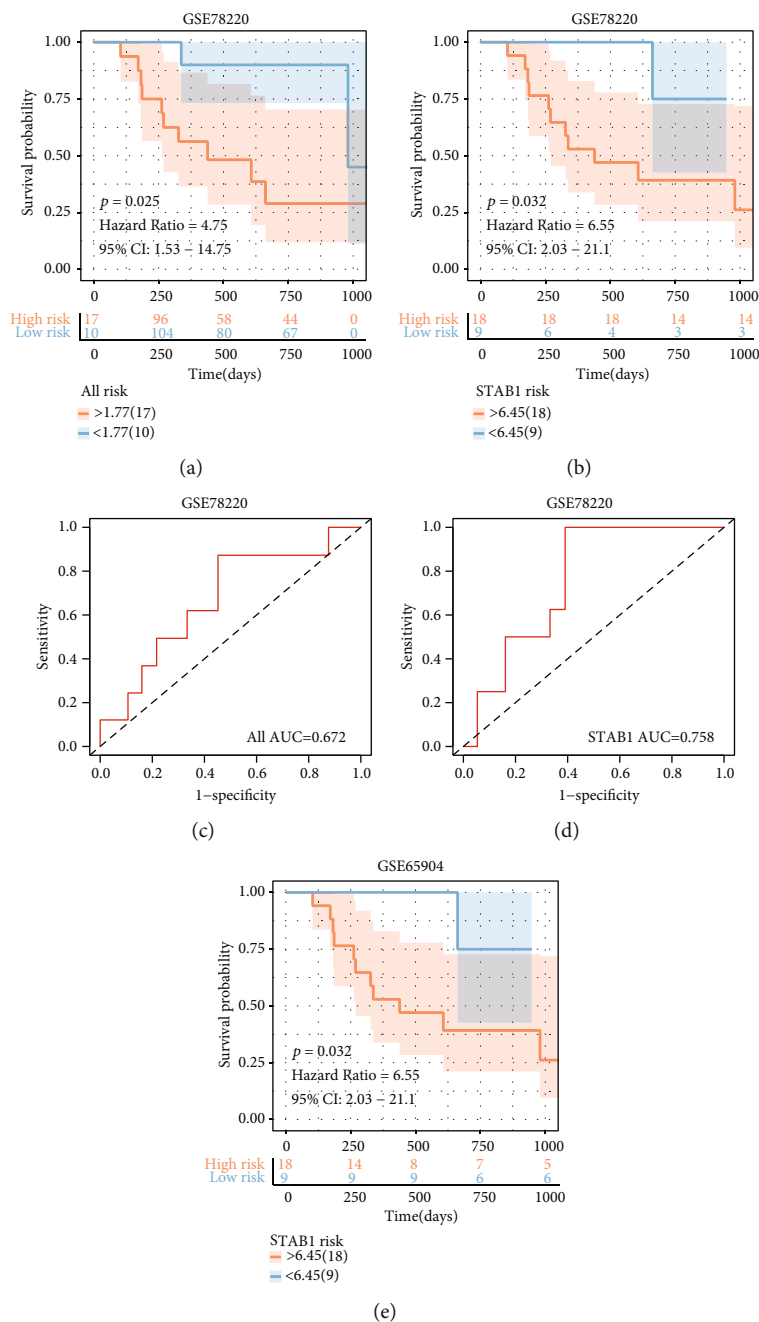 GSE78220
1.00
0.75
0.50
0.25
0.00
Survival probability
p = 0.025
Hazard Ratio = 4.75
95% CI: 1.53 – 14.75
0 250 500 750 1000
High risk 17 96 58 44 0
Low risk 10 104 80 67 0
0 250 500 750 1000
Time(days)
All risk
>1.77(17)
<1.77(10)
(a)
GSE78220
1.00
0.75
0.50
0.25
0.00
Survival probability
p = 0.032
Hazard Ratio = 6.55
95% CI: 2.03 – 21.1
0 250 500 750 1000
High risk 18 18 18 14 14
Low risk 9 6 4 3 3
0 250 500 750 1000
Time(days)
STAB1 risk
>6.45(18)
<6.45(9)
(b)
GSE78220
1.0
0.8
0.6
0.4
0.2
0.0
Sensitivity
All AUC=0.672
0.0 0.2 0.4 0.6 0.8 1.0
1−specificity
(c)
GSE78220
1.0
0.8
0.6
0.4
0.2
0.0
Sensitivity
STAB1 AUC=0.758
0.0 0.2 0.4 0.6 0.8 1.0
1−specificity
(d)
GSE65904
1.00
0.75
0.50
0.25
0.00
Survival probability
p = 0.032
Hazard Ratio = 6.55
95% CI: 2.03 – 21.1
0 250 500 750 1000
High risk 18 14 8 7 5
Low risk 9 9 9 6 6
0 250 500 750 1000
Time(days)
STAB1 risk
>6.45(18)
<6.45(9)
(e)